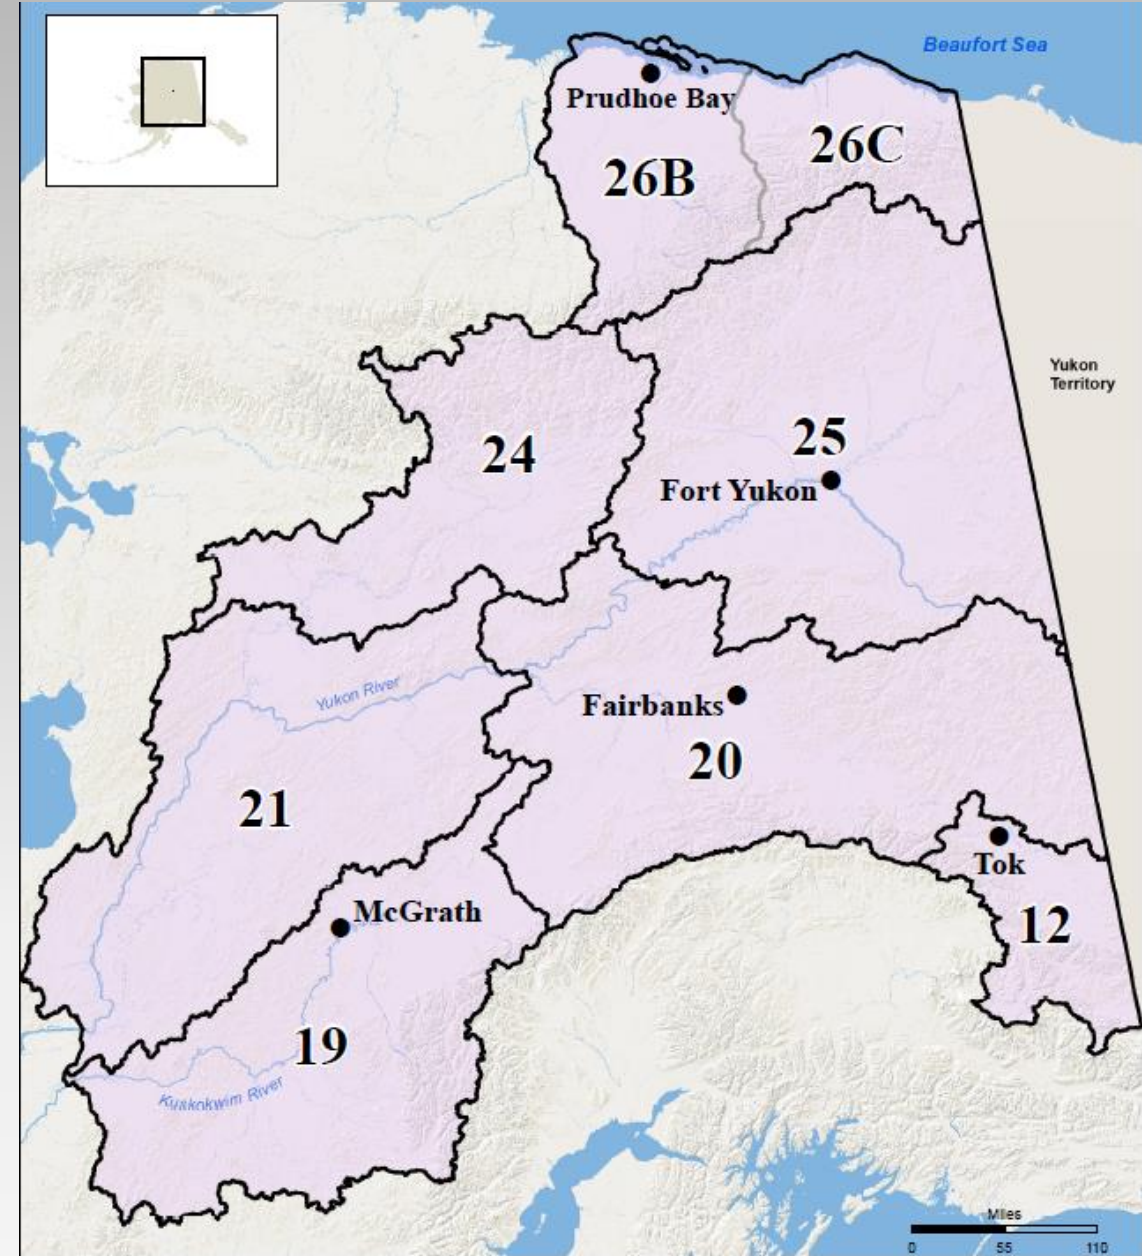 Beaufort Sea
Prudhoe Bay
26C
26B
Yukon
Territory
25
24
Fort Yukon
Yukon River
Fairbanks
20
21
Tok
McGrath
12
19
Kuskokwim River
Miles
0 55 110